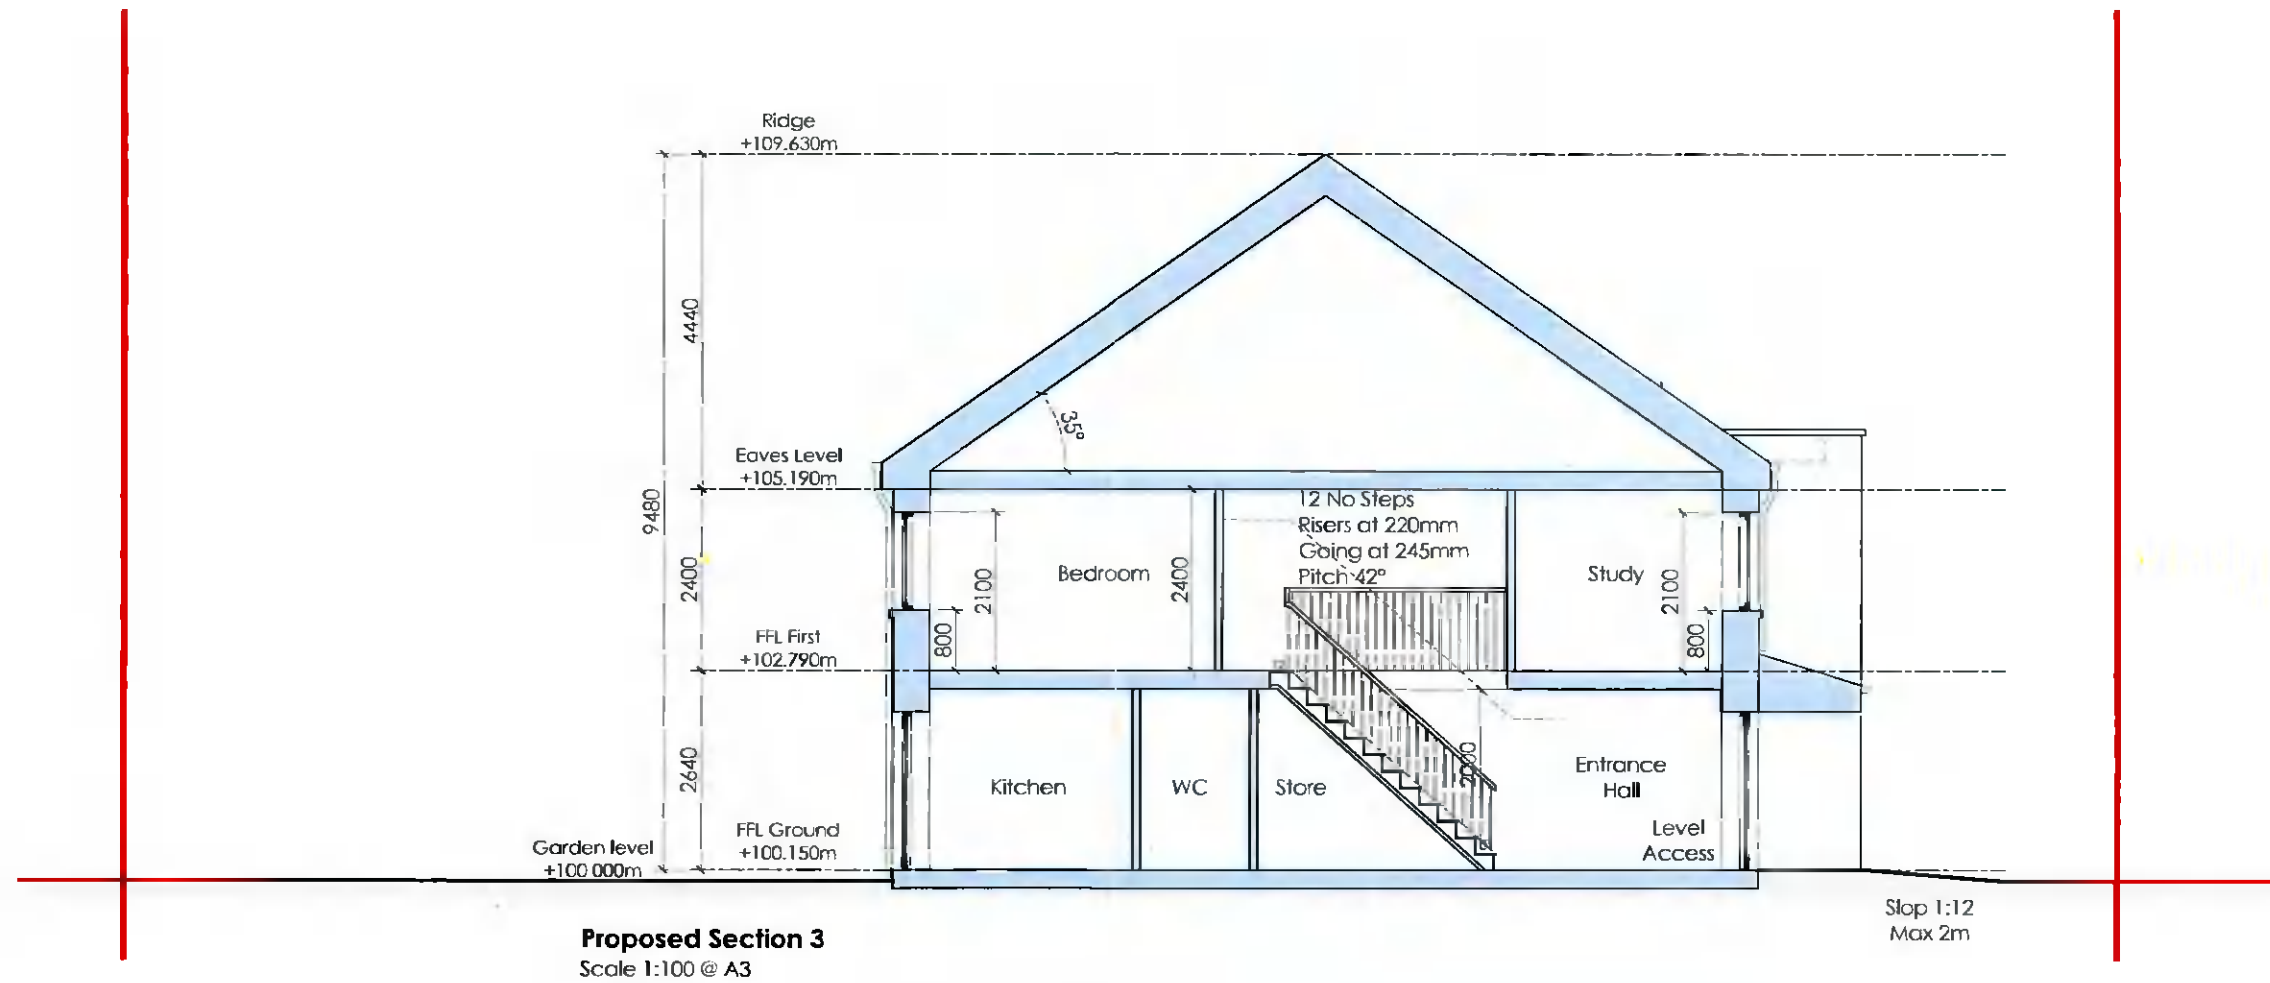 Ridge
+109.630m
4440
35°
Eaves Level
+105.190m
9480
12 No Steps
Risers at 220mm
Going at 245mm
Pitch 42°
2400
2100
Bedroom
2400
Study
2100
FFL First
+102.790m
800
800
2640
Kitchen
WC
Store
2000
Entrance
Hall
Level
Access
FFL Ground
+100.150m
Garden level
+100 000m
Slop 1:12
Max 2m
Proposed Section 3
Scale 1:100 @ A3